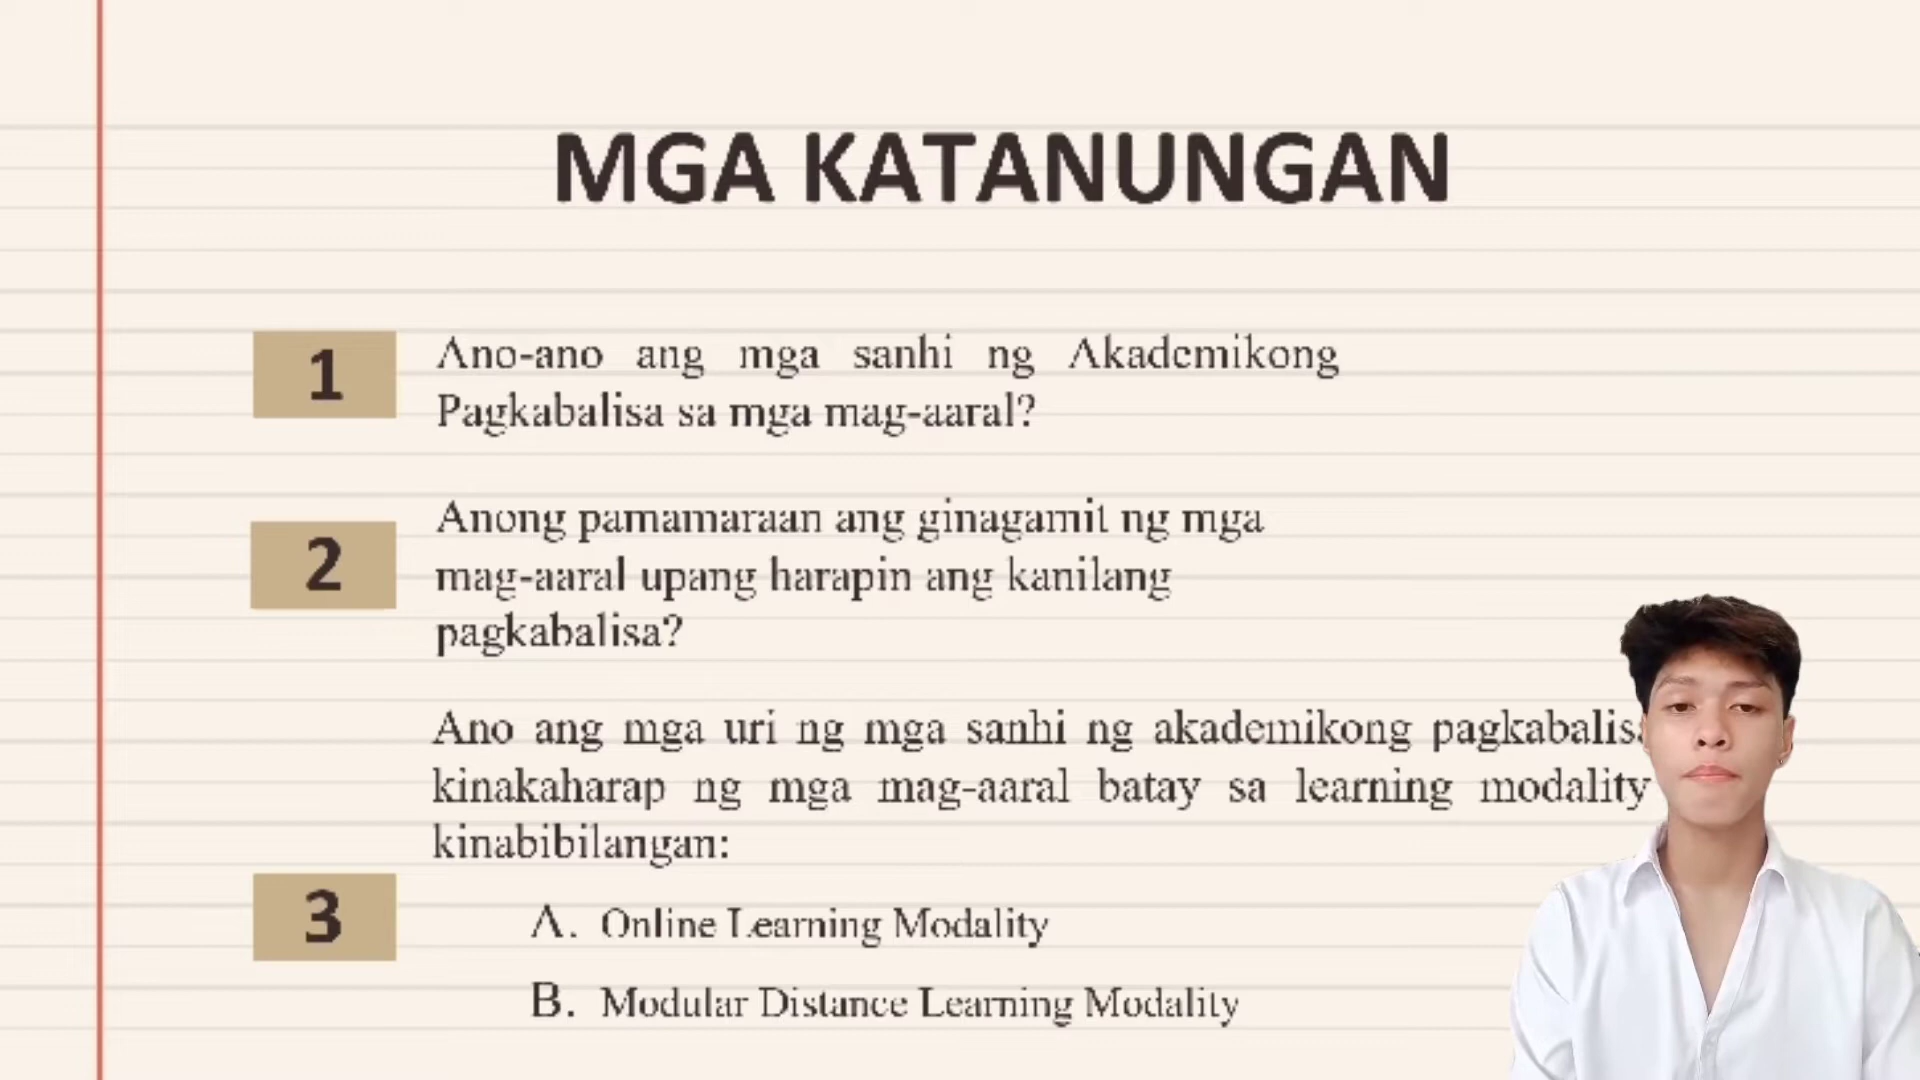 MGA KATANUNGAN
1
Ano-ano ang mga sanhi ng Akademikong
Pagkabalisa sa mga mag-aaral?
2
Anong pamamaraan ang ginagamit ng mga
mag-aaral upang harapin ang kanilang
pagkabalisa?
3
Ano ang mga uri ng mga sanhi ng akademikong
kinakaharap ng mga mag-aaral batay sa learning modality
kinabibilangan:
A. Online Learning Modality
B. Modular Distance Learning Modality